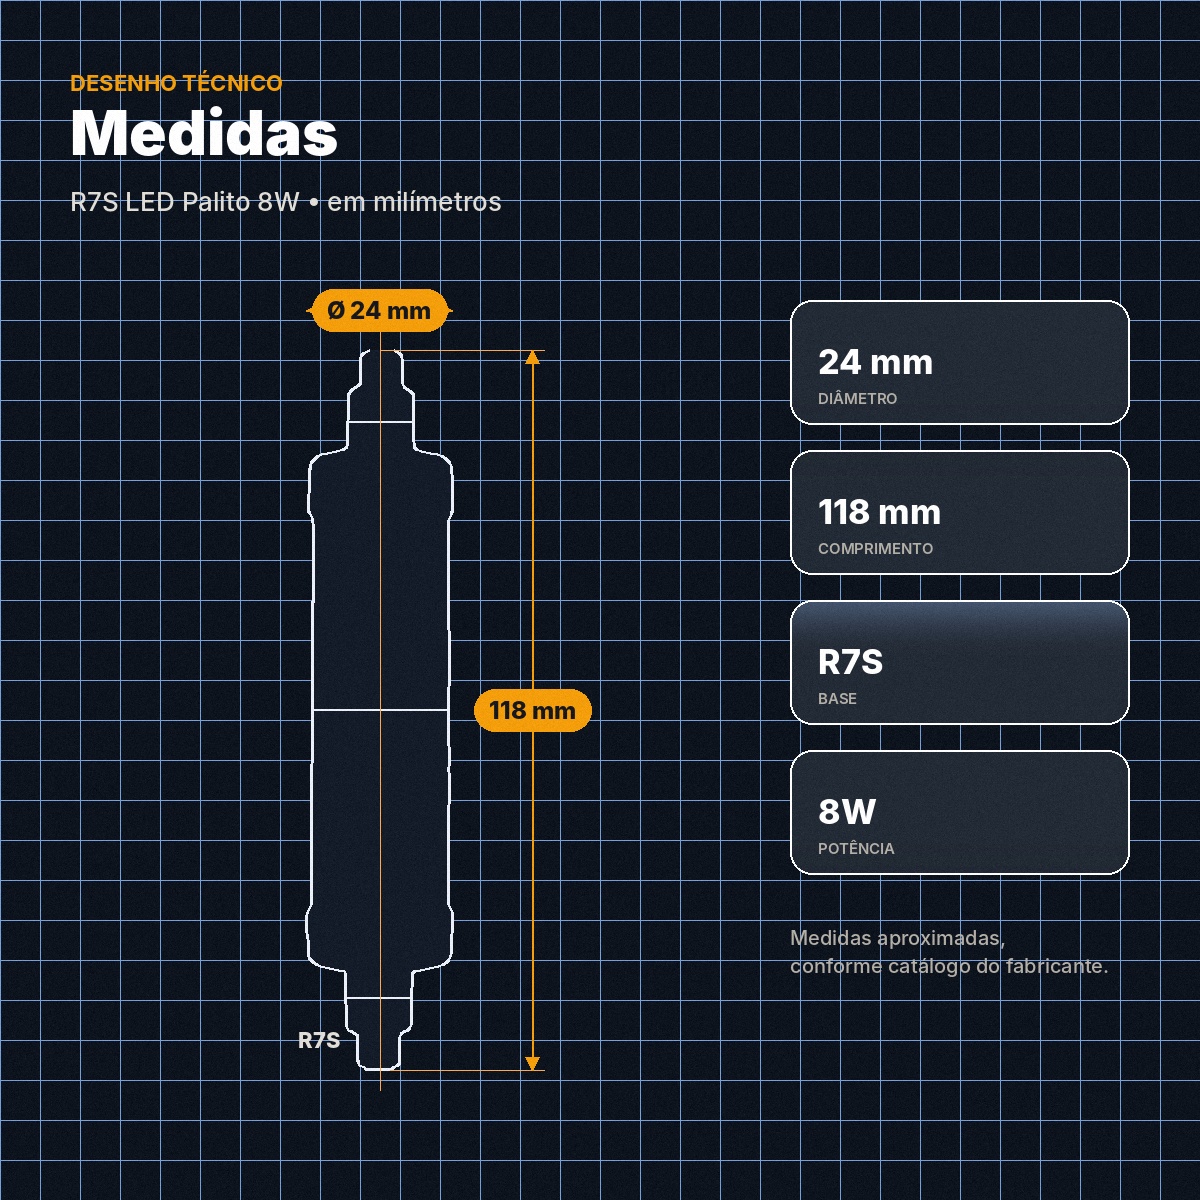 DESENHO TÉCNICO
Medidas
R7S LED Palito 8W • em milímetros
Ø 24 mm
118 mm
R7S
24 mm
DIÂMETRO
118 mm
COMPRIMENTO
R7S
BASE
8W
POTÊNCIA
Medidas aproximadas,
conforme catálogo do fabricante.